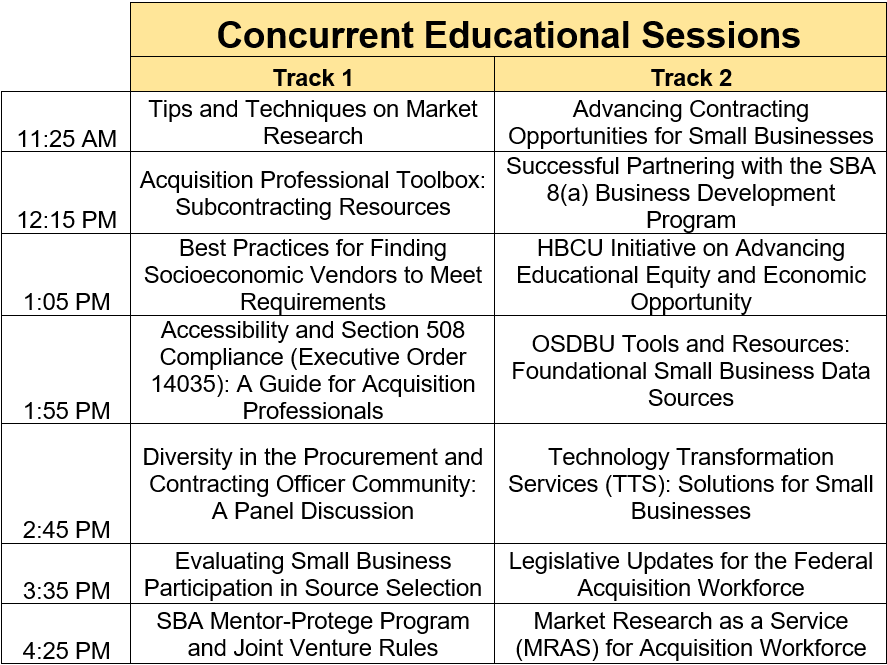 Concurrent Educational Sessions
Track 1
Track 2
11:25 AM
Tips and Techniques on Market
Research
Advancing Contracting
Opportunities for Small Businesses
12:15 PM
Acquisition Professional Toolbox:
Subcontracting Resources
Successful Partnering with the SBA
8(a) Business Development
Program
1:05 PM
Best Practices for Finding
Socioeconomic Vendors to Meet
Requirements
HBCU Initiative on Advancing
Educational Equity and Economic
Opportunity
1:55 PM
Accessibility and Section 508
Compliance (Executive Order
14035): A Guide for Acquisition
Professionals
OSDBU Tools and Resources:
Foundational Small Business Data
Sources
2:45 PM
Diversity in the Procurement and
Contracting Officer Community:
A Panel Discussion
Technology Transformation
Services (TTS): Solutions for Small
Businesses
3:35 PM
Evaluating Small Business
Participation in Source Selection
Legislative Updates for the Federal
Acquisition Workforce
4:25 PM
SBA Mentor-Protege Program
and Joint Venture Rules
Market Research as a Service
(MRAS) for Acquisition Workforce